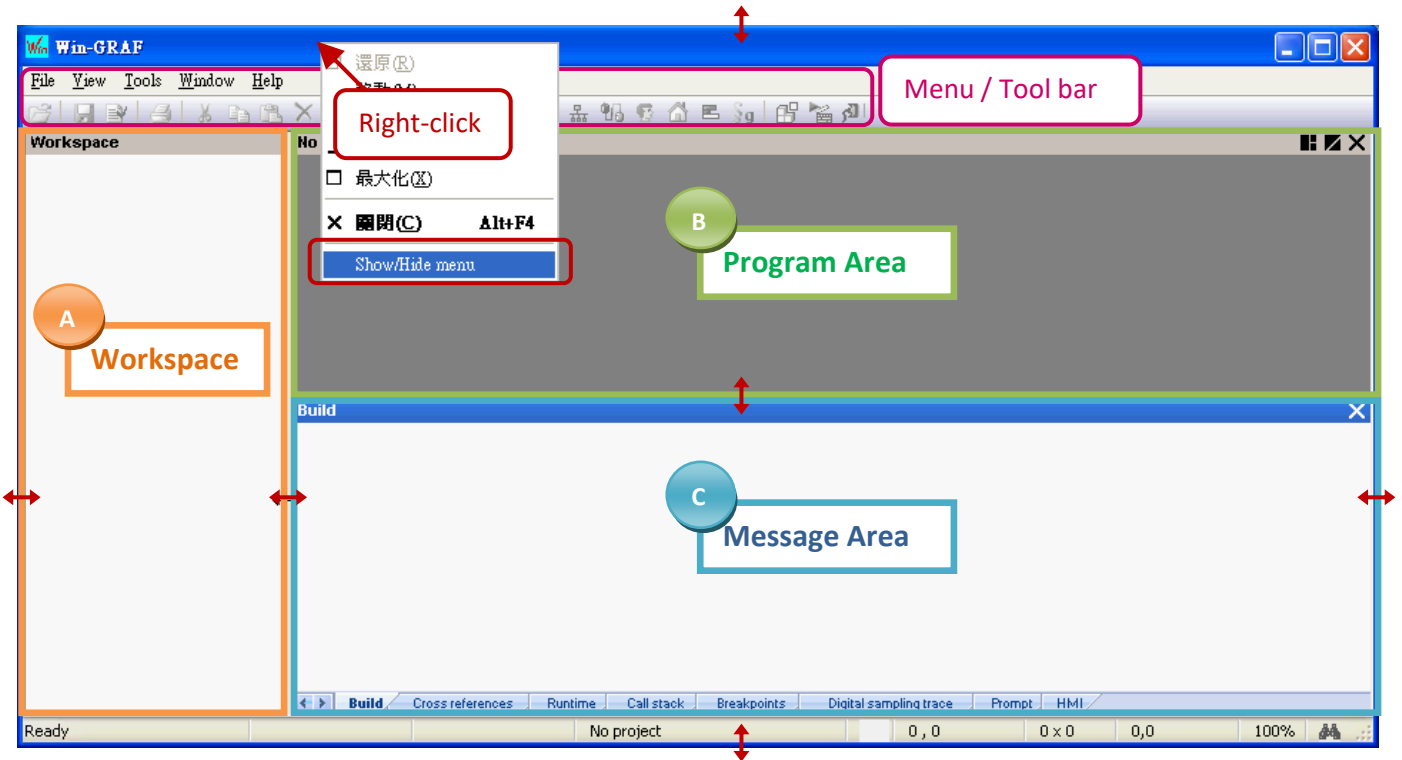 Win-GRAF
File View Tools Window Help
還原(R)
Menu / Tool bar
Right-click
Workspace
No
最大化(X)
關閉(C) Alt+F4
Show/Hide menu
B
Program Area
A
Workspace
Build
C
Message Area
Build Cross references Runtime Call stack Breakpoints Digital sampling trace Prompt HMI
Ready No project 0 , 0 0 x 0 0,0 100%